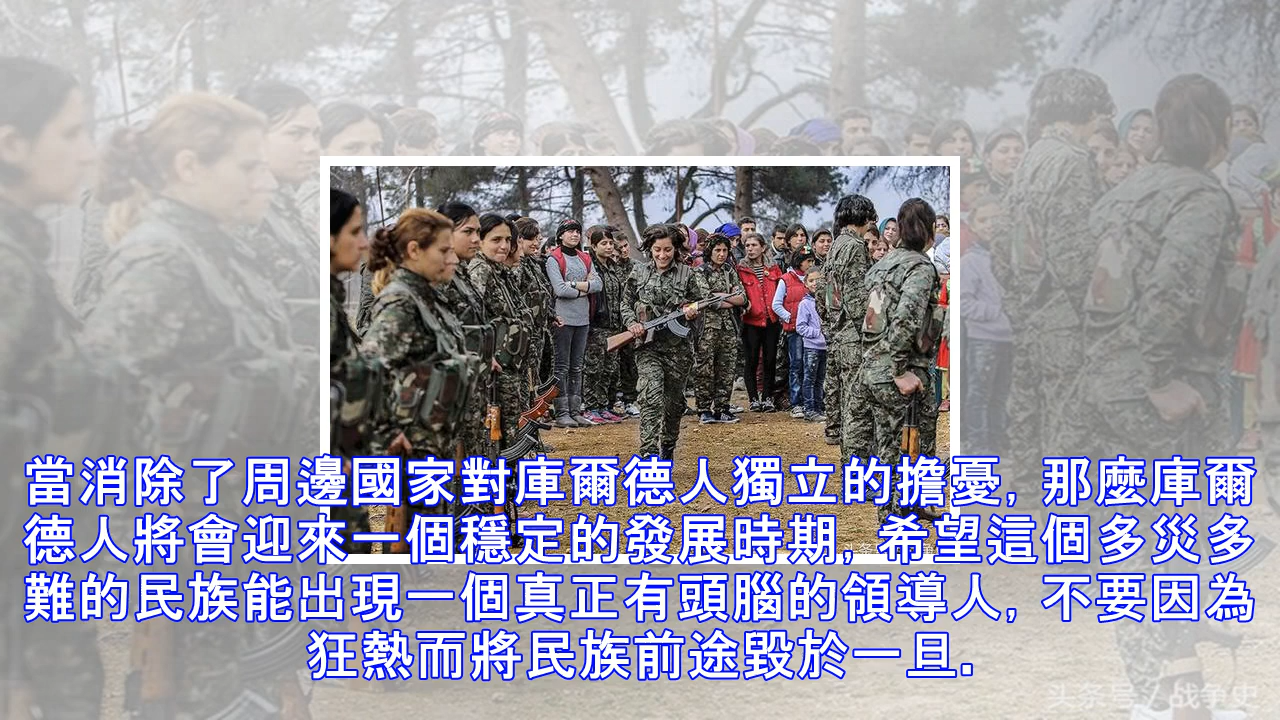 當消除了周邊國家對庫爾德人獨立的擔憂, 那麼庫爾
德人將會迎來一個穩定的發展時期, 希望這個多災多
難的民族能出現一個真正有頭腦的領導人, 不要因為
狂熱而將民族前途毀於一旦.
头条号 / 战争史